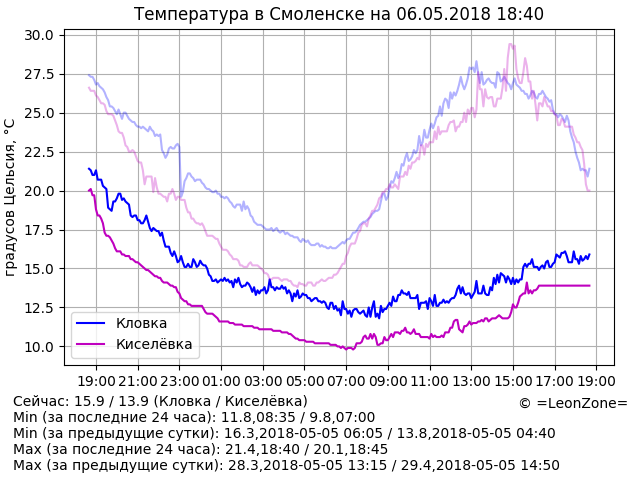 Температура в Смоленске на 06.05.2018 18:40
30.0
27.5
25.0
22.5
20.0
17.5
15.0
12.5
10.0
градусов Цельсия, °C
Кловка
Киселёвка
19:00 21:00 23:00 01:00 03:00 05:00 07:00 09:00 11:00 13:00 15:00 17:00 19:00
Сейчас: 15.9 / 13.9 (Кловка / Киселёвка)
© =LeonZone=
Min (за последние 24 часа): 11.8,08:35 / 9.8,07:00
Min (за предыдущие сутки): 16.3,2018-05-05 06:05 / 13.8,2018-05-05 04:40
Max (за последние 24 часа): 21.4,18:40 / 20.1,18:45
Max (за предыдущие сутки): 28.3,2018-05-05 13:15 / 29.4,2018-05-05 14:50